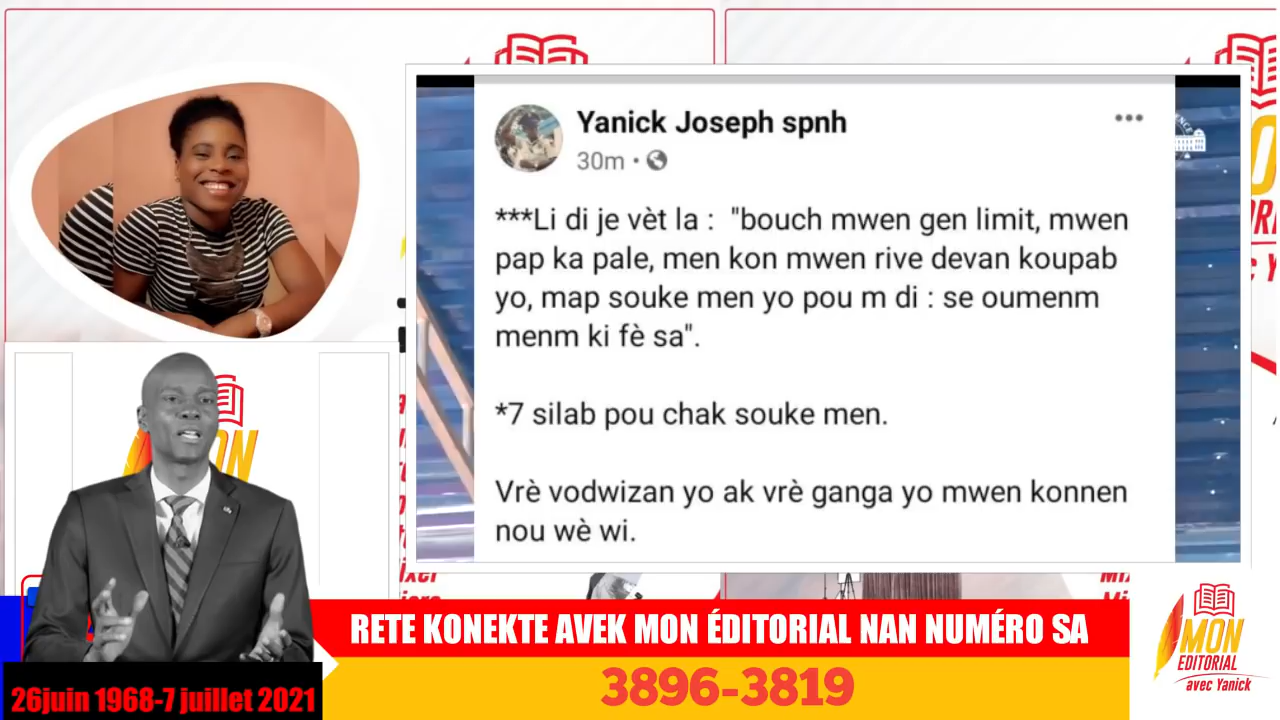 Yanick Joseph spnh
30m
***Li di je vèt la : "bouch mwen gen limit, mwen
pap ka pale, men kon mwen rive devan koupab
yo, map souke men yo pou m di : se oumenm
menm ki fè sa".
*7 silab pou chak souke men.
Vrè vodwizan yo ak vrè ganga yo mwen konnen
nou wè wi.
RETE KONEKTE AVEK MON ÉDITORIAL NAN NUMÉRO SA
3896-3819
26juin 1968-7 juillet 2021
MON
EDITORIAL
avec Yanick